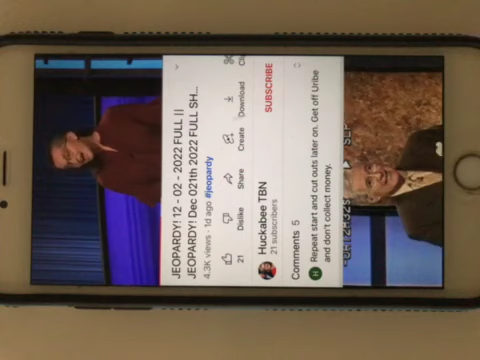 JEOPARDY! 12 - 02 - 2022 FULL ||
JEOPARDY! Dec 021th 2022 FULL SH...
4.3K views · 1d ago #jeopardy
21 Dislike Share Create Download Cli
Huckabee TBN
21 subscribers
SUBSCRIBE
Comments 5
H Repeat start and cut outs later on. Get off Uribe
and don't collect money.